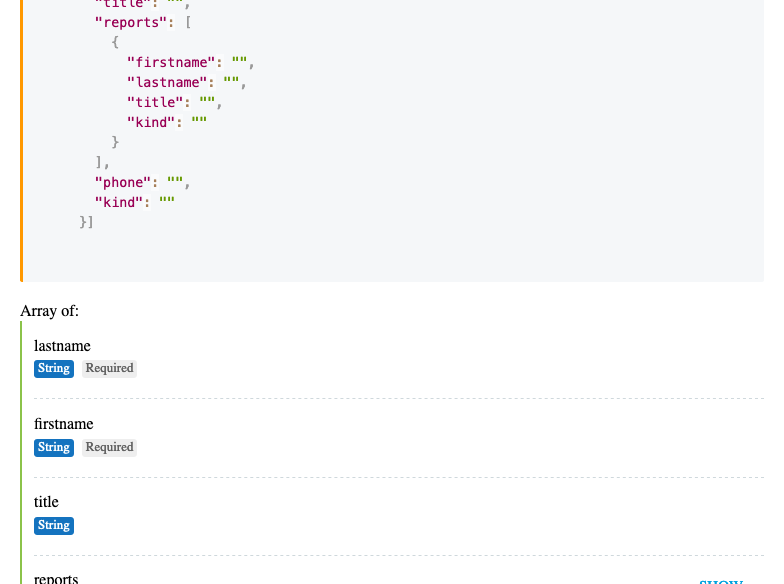 "title": "",
"reports": [
{
"firstname": "",
"lastname": "",
"title": "",
"kind": ""
}
],
"phone": "",
"kind": ""
}]
Array of:
lastname
String Required
firstname
String Required
title
String
reports SHOW